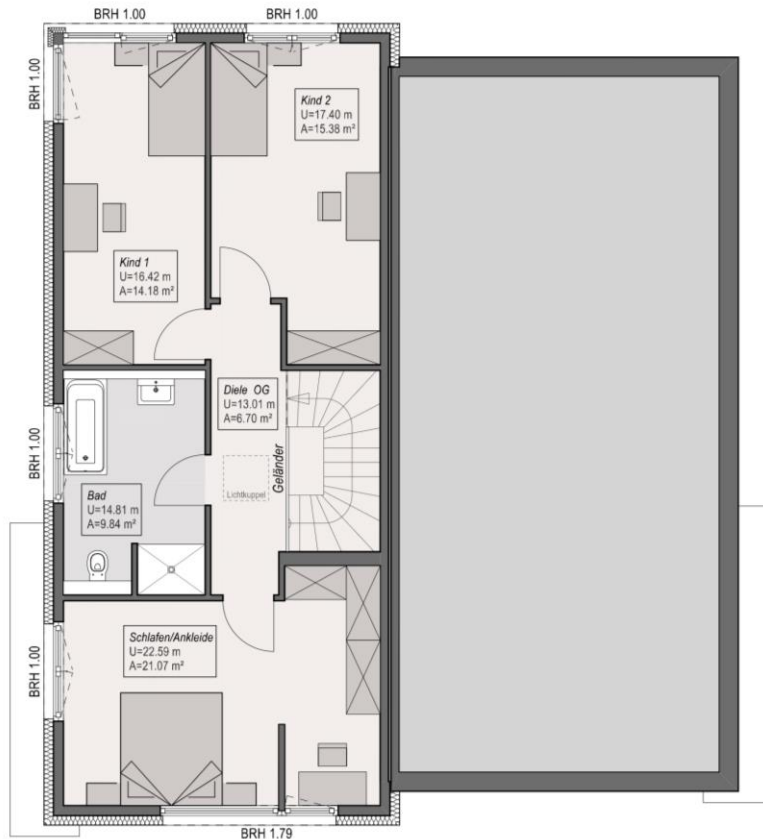 BRH 1.00
BRH 1.00
BRH 1.00
Kind 2
U=17.40 m
A=15.38 m²
Kind 1
U=16.42 m
A=14.18 m²
Diele OG
U=13.01 m
A=6.70 m²
Geländer
Lichtkuppel
BRH 1.00
Bad
U=14.81 m
A=9.84 m²
Schlafen/Ankleide
U=22.59 m
A=21.07 m²
BRH 1.00
BRH 1.79